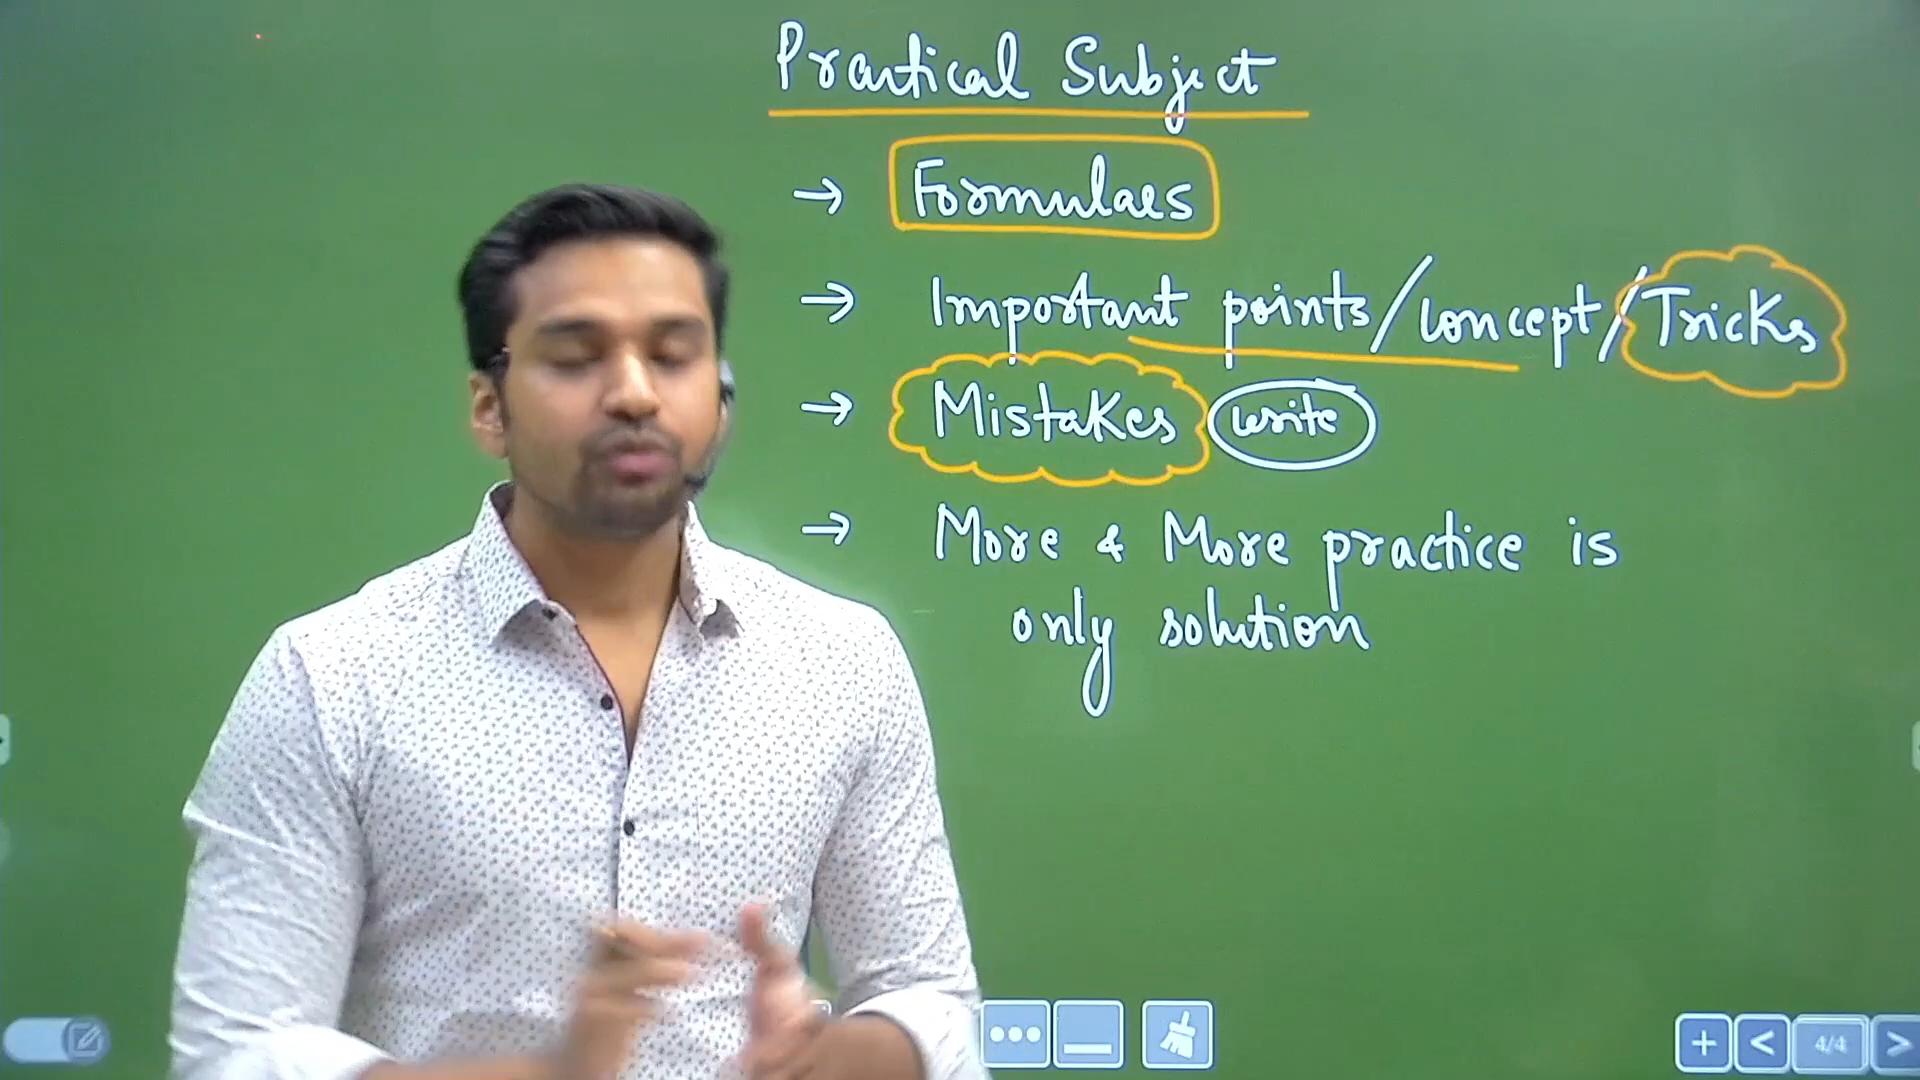 Practical Subject
→ Formulaes
→ Important points/concept/Tricks
→ Mistakes write
→ More & More practice is
only solution
4/4